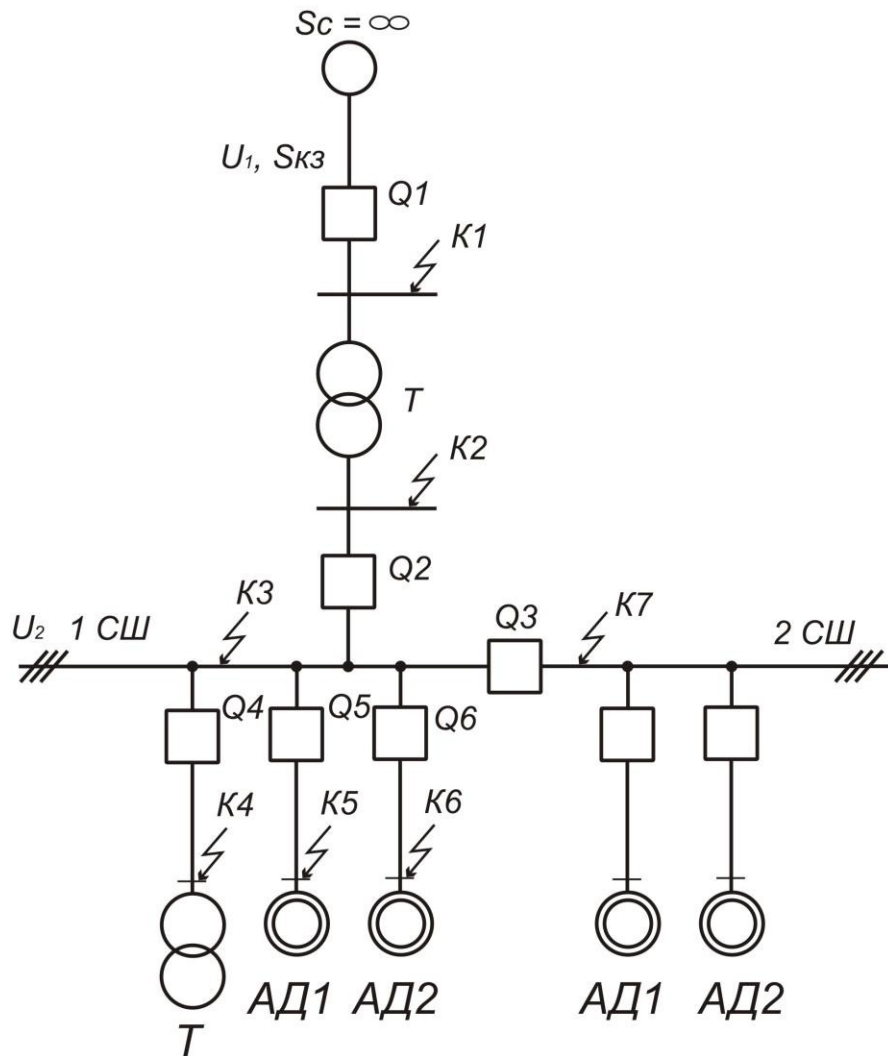 Sс = ∞
U₁, Sкз
Q1
К1
Т
К2
Q2
К3
Q3
К7
U₂ 1 СШ
2 СШ
Q4
Q5
Q6
К4
К5
К6
АД1
АД2
АД1
АД2
Т